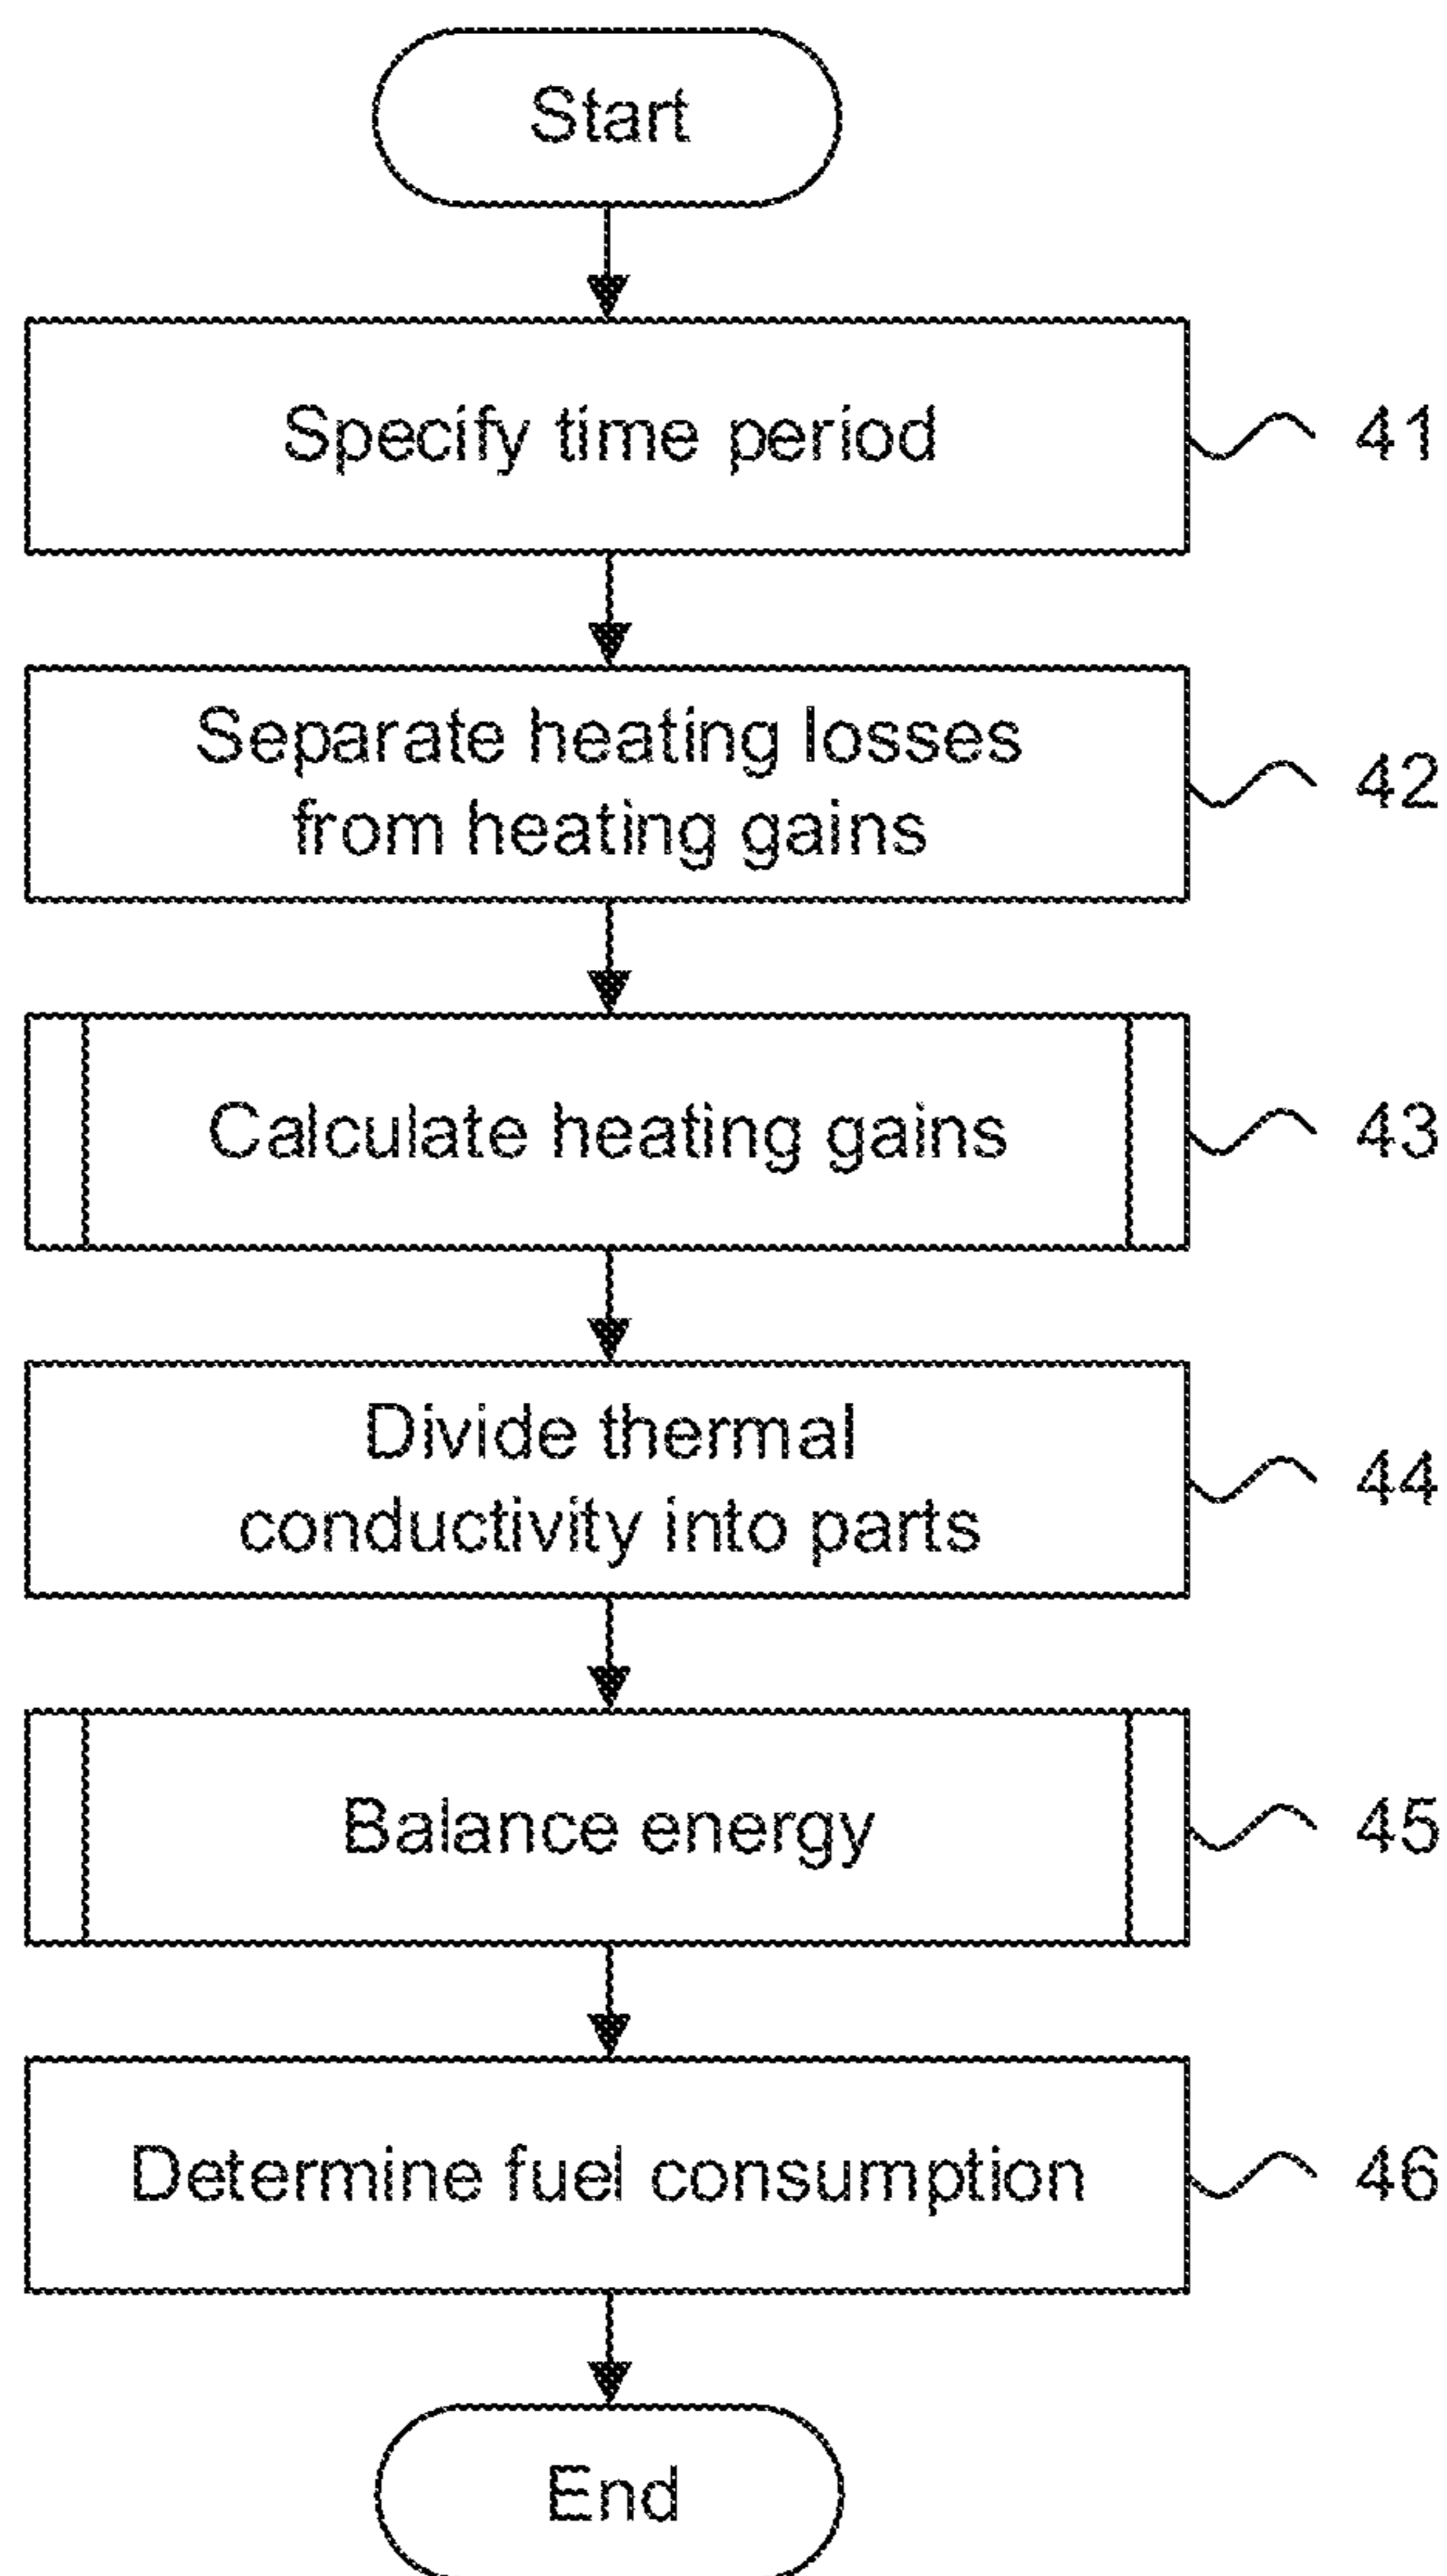 Start
Specify time period
41
Separate heating losses
from heating gains
42
Calculate heating gains
43
Divide thermal
conductivity into parts
44
Balance energy
45
Determine fuel consumption
46
End